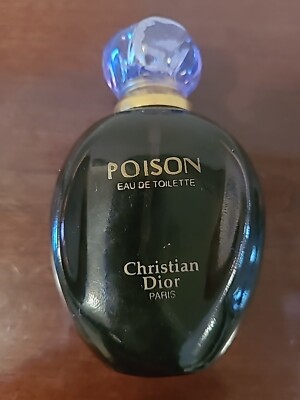 POISON
EAU DE TOILETTE
Christian
Dior
PARIS